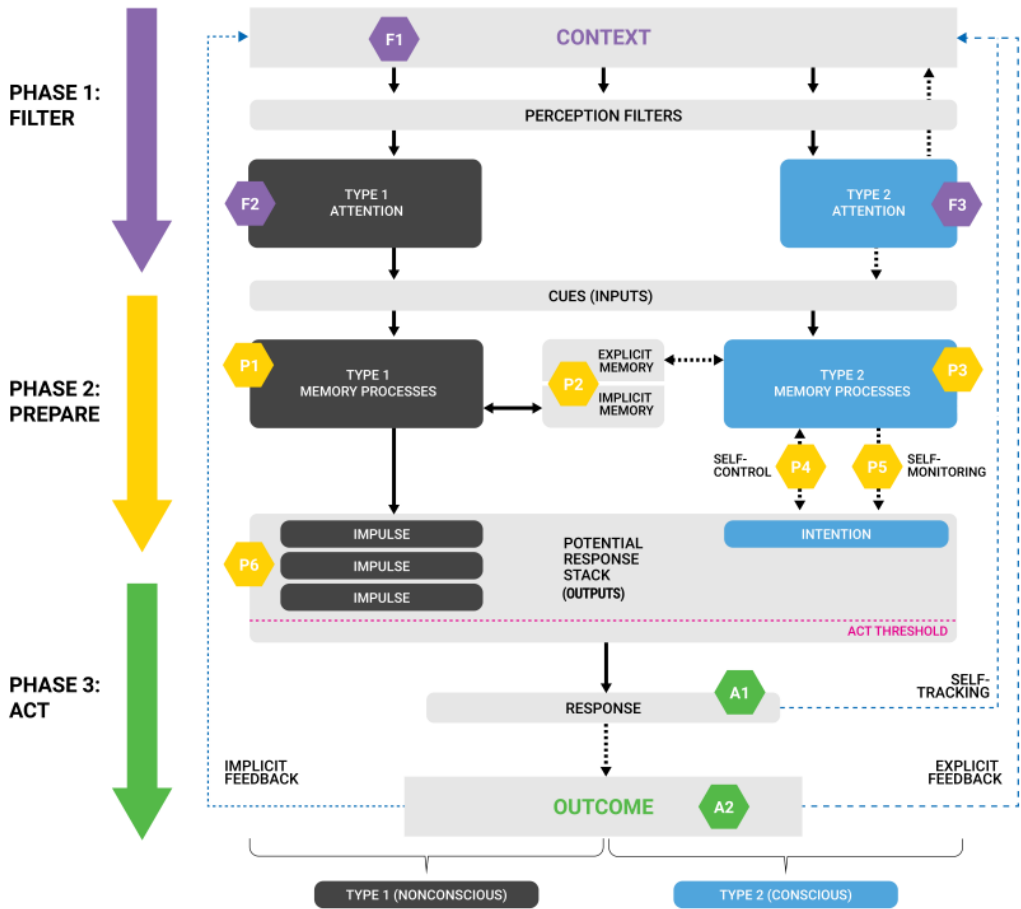 F1
CONTEXT
PHASE 1:
FILTER
PERCEPTION FILTERS
F2
TYPE 1
ATTENTION
TYPE 2
ATTENTION
F3
CUES (INPUTS)
PHASE 2:
PREPARE
P1
TYPE 1
MEMORY PROCESSES
P2
EXPLICIT
MEMORY
IMPLICIT
MEMORY
TYPE 2
MEMORY PROCESSES
P3
SELF-
CONTROL
P4
P5
SELF-
MONITORING
P6
IMPULSE
IMPULSE
IMPULSE
POTENTIAL
RESPONSE
STACK
(OUTPUTS)
INTENTION
ACT THRESHOLD
PHASE 3:
ACT
RESPONSE
A1
SELF-
TRACKING
IMPLICIT
FEEDBACK
OUTCOME
A2
EXPLICIT
FEEDBACK
TYPE 1 (NONCONSCIOUS)
TYPE 2 (CONSCIOUS)